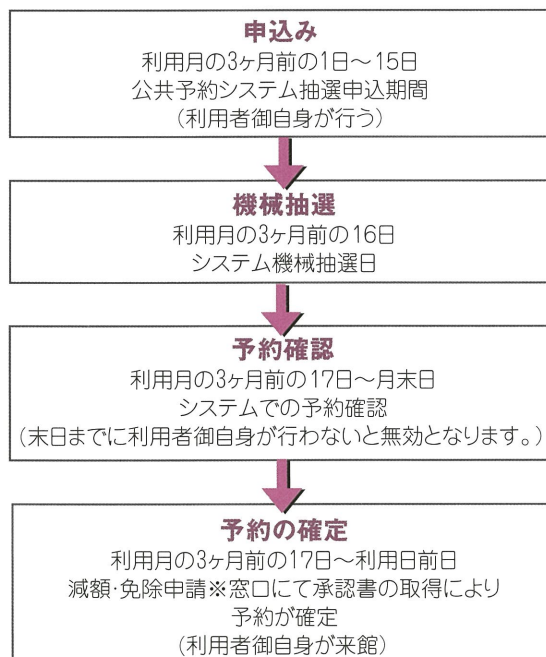 申込み
利用月の3ヶ月前の1日～15日
公共予約システム抽選申込期間
(利用者御自身が行う)
機械抽選
利用月の3ヶ月前の16日
システム機械抽選日
予約確認
利用月の3ヶ月前の17日～月末日
システムでの予約確認
(末日までに利用者御自身が行わないと無効となります。)
予約の確定
利用月の3ヶ月前の17日～利用日前日
減額・免除申請※窓口にて承認書の取得により
予約が確定
(利用者御自身が来館)